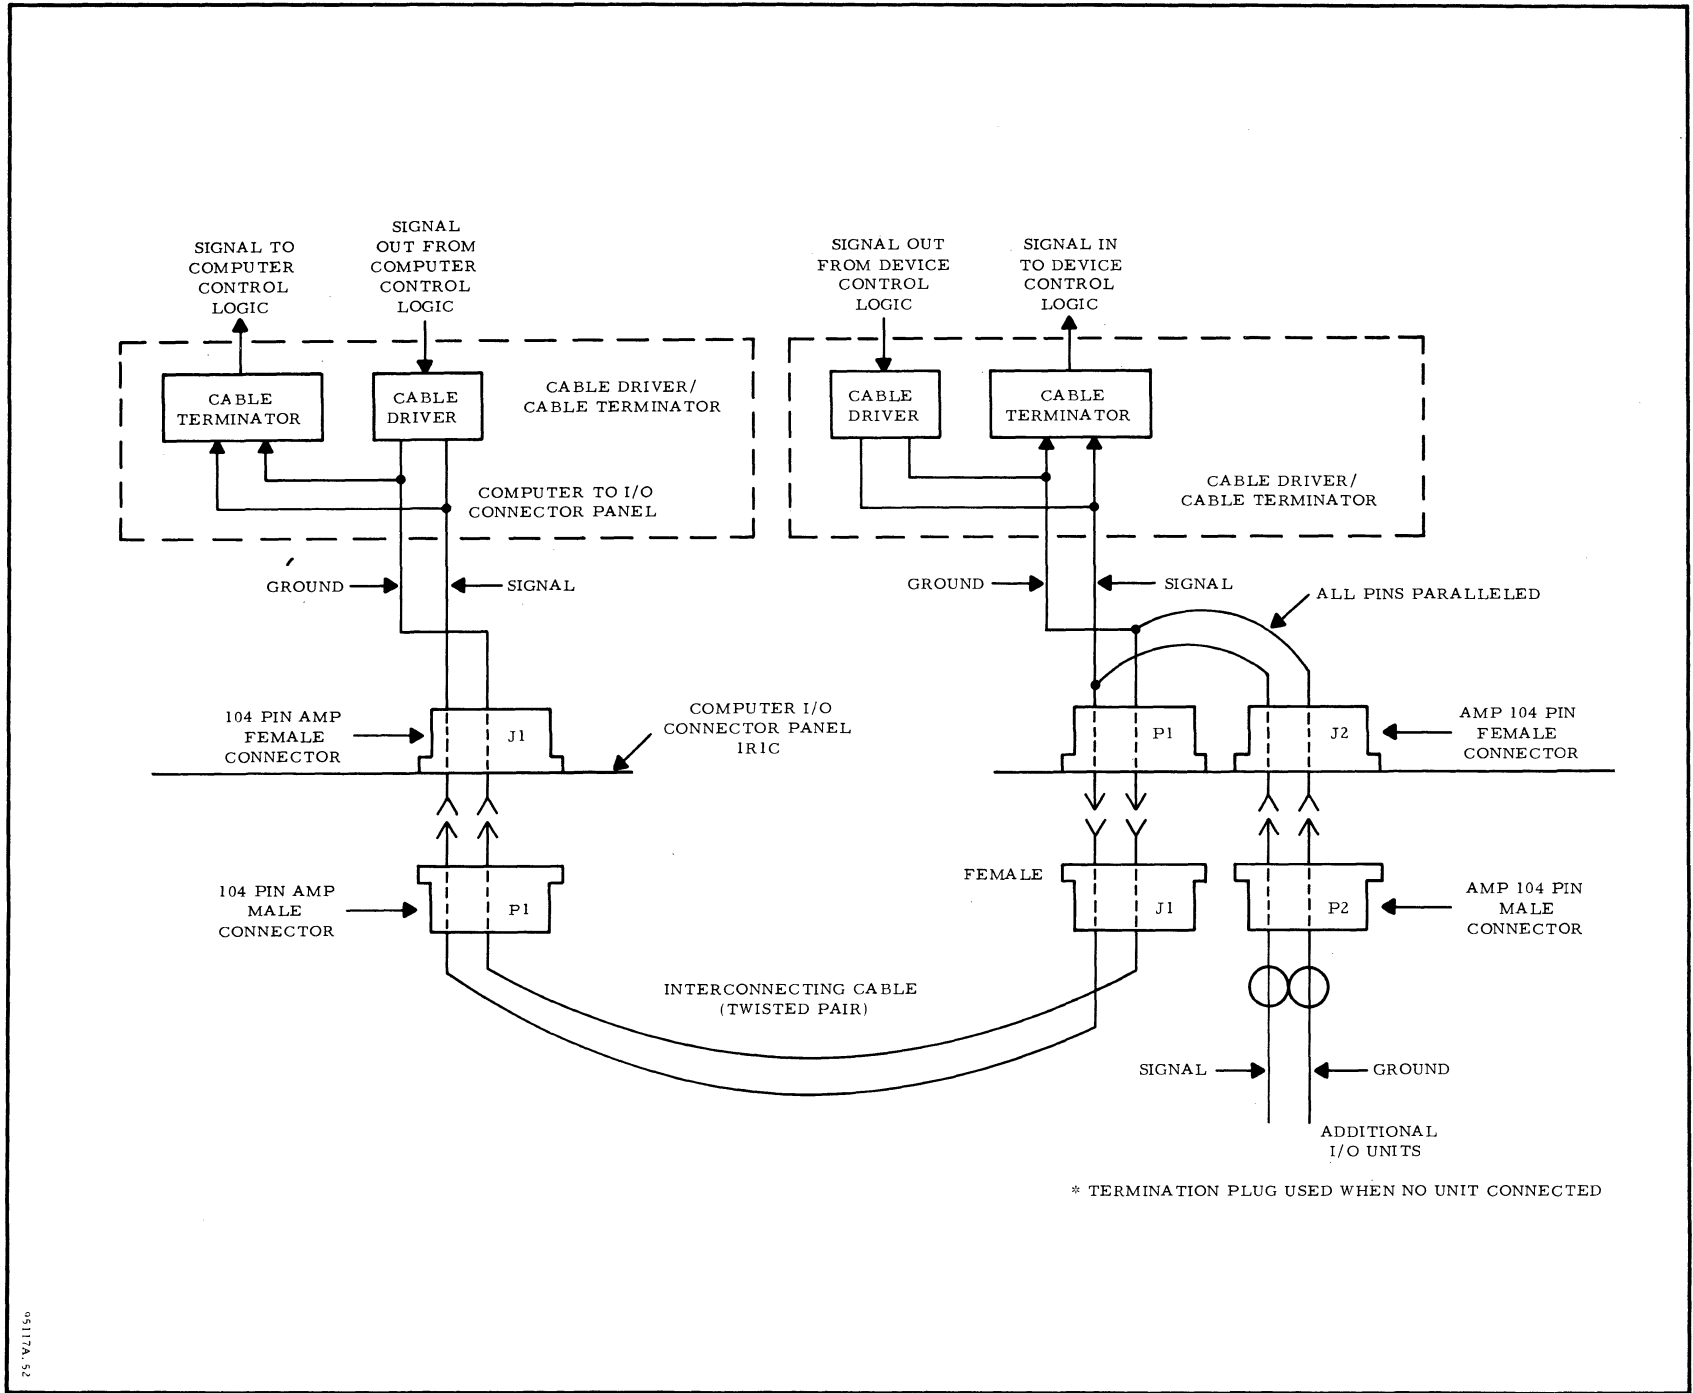 SIGNAL TO
COMPUTER
CONTROL
LOGIC
SIGNAL
OUT FROM
COMPUTER
CONTROL
LOGIC
SIGNAL OUT
FROM DEVICE
CONTROL
LOGIC
SIGNAL IN
TO DEVICE
CONTROL
LOGIC
CABLE
TERMINATOR
CABLE
DRIVER
CABLE DRIVER/
CABLE TERMINATOR
CABLE
DRIVER
CABLE
TERMINATOR
COMPUTER TO I/O
CONNECTOR PANEL
CABLE DRIVER/
CABLE TERMINATOR
GROUND
SIGNAL
GROUND
SIGNAL
ALL PINS PARALLELED
104 PIN AMP
FEMALE
CONNECTOR
J1
COMPUTER I/O
CONNECTOR PANEL
1R1C
P1
J2
AMP 104 PIN
FEMALE
CONNECTOR
104 PIN AMP
MALE
CONNECTOR
P1
FEMALE
J1
P2
AMP 104 PIN
MALE
CONNECTOR
INTERCONNECTING CABLE
(TWISTED PAIR)
SIGNAL
GROUND
ADDITIONAL
I/O UNITS
* TERMINATION PLUG USED WHEN NO UNIT CONNECTED
95117A. 52